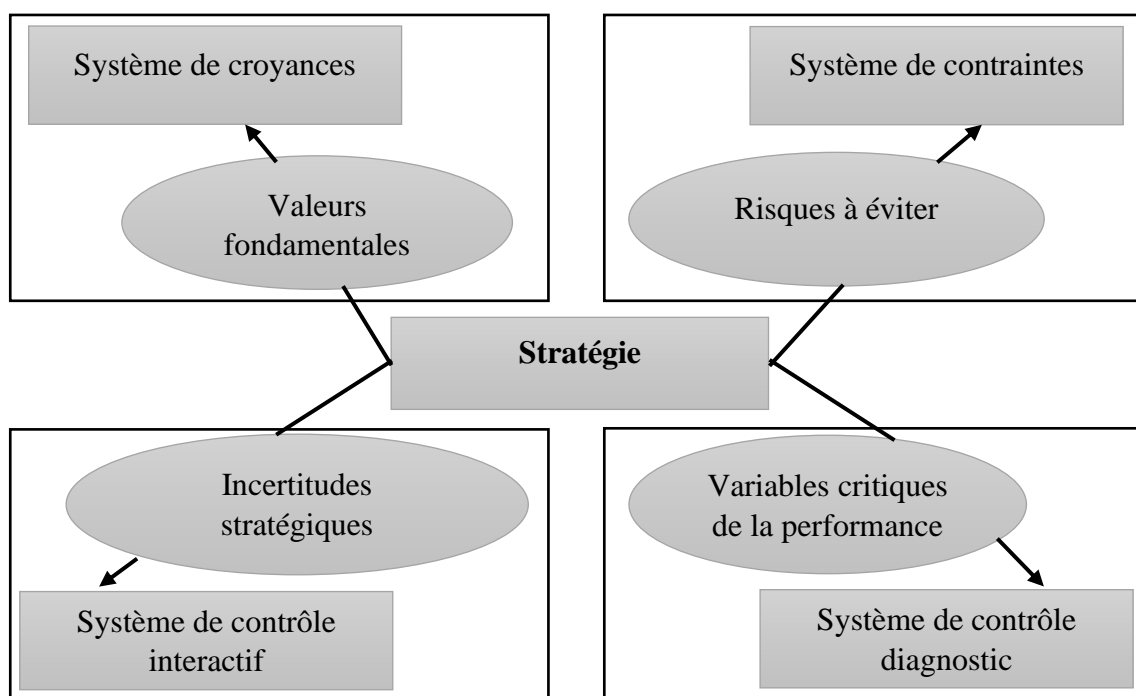 Système de croyances
Système de contraintes
Valeurs
fondamentales
Risques à éviter
Stratégie
Incertitudes
stratégiques
Variables critiques
de la performance
Système de contrôle
interactif
Système de contrôle
diagnostic